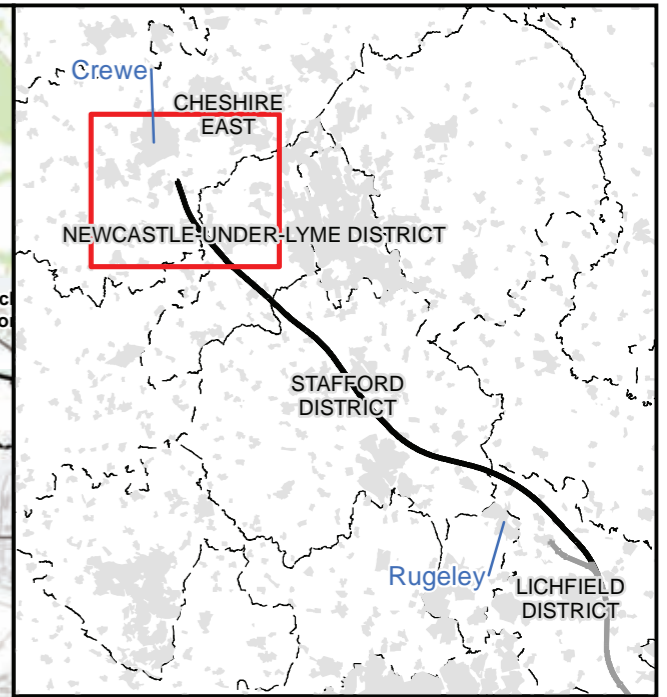 Crewe
CHESHIRE
EAST
NEWCASTLE-UNDER-LYME DISTRICT
STAFFORD
DISTRICT
Rugeley
LICHFIELD
DISTRICT